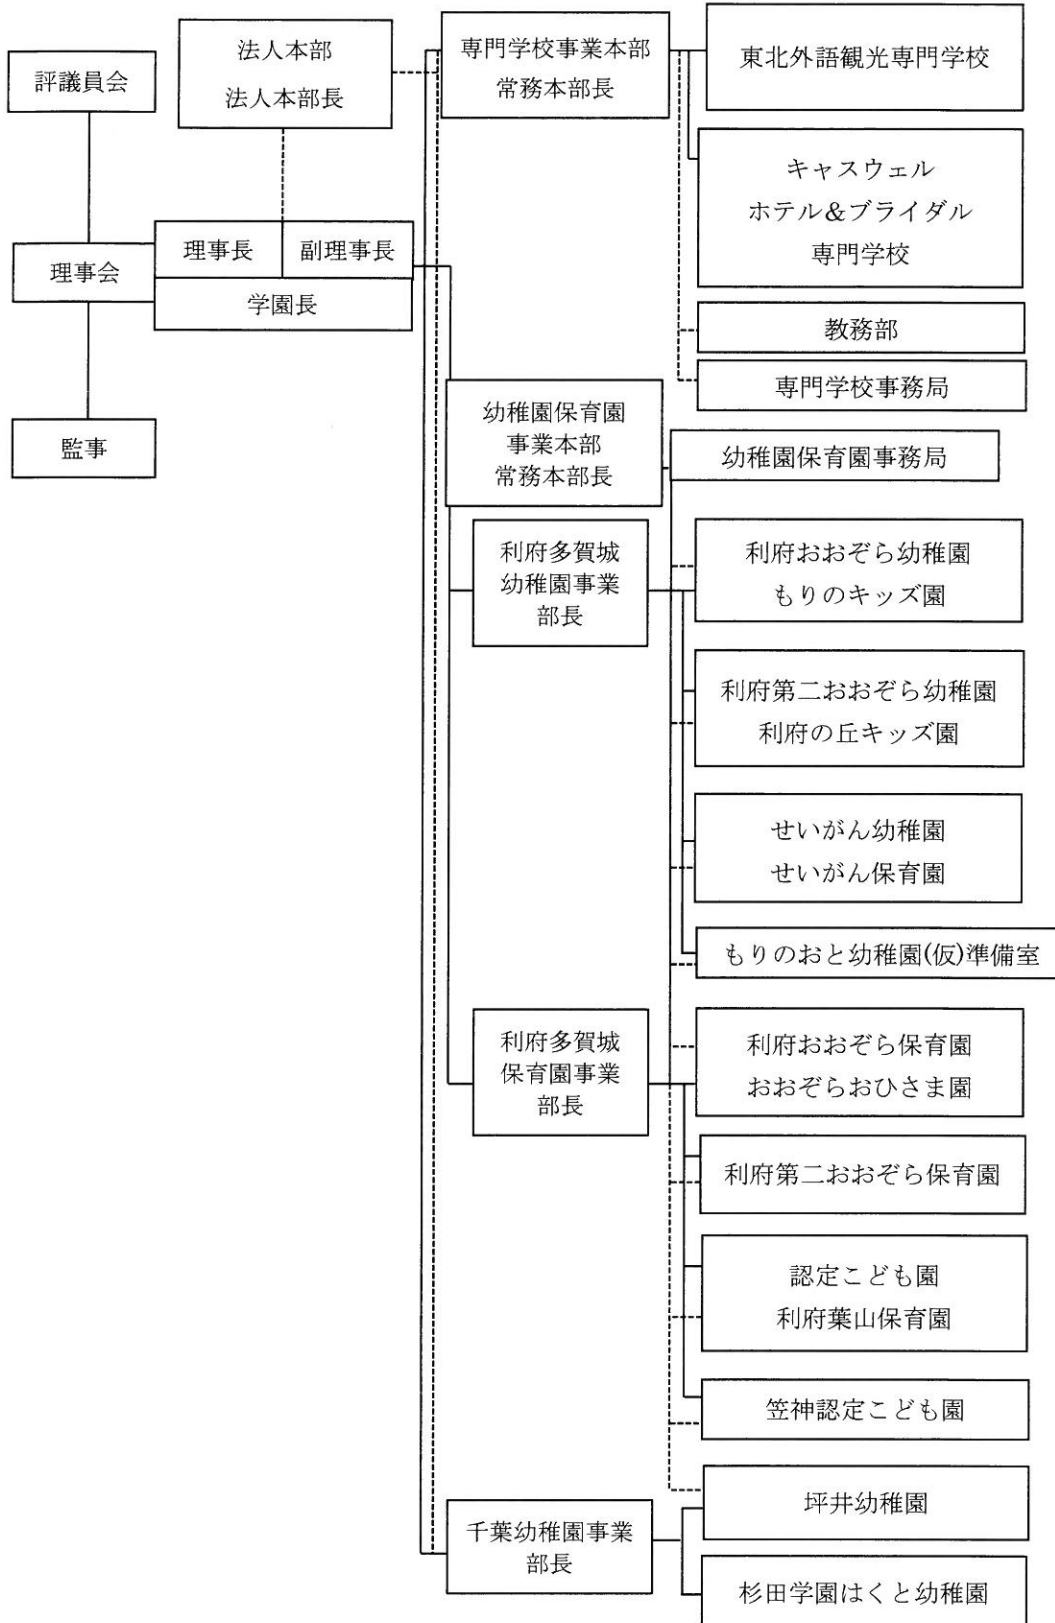 評議員会
法人本部
法人本部長
理事会
理事長
副理事長
学園長
監事
専門学校事業本部
常務本部長
東北外語観光専門学校
キャスウェル
ホテル&ブライダル
専門学校
教務部
専門学校事務局
幼稚園保育園
事業本部
常務本部長
幼稚園保育園事務局
利府多賀城
幼稚園事業
部長
利府おおぞら幼稚園
もりのキッズ園
利府第二おおぞら幼稚園
利府の丘キッズ園
せいがん幼稚園
せいがん保育園
もりのおと幼稚園(仮)準備室
利府多賀城
保育園事業
部長
利府おおぞら保育園
おおぞらおひさま園
利府第二おおぞら保育園
認定こども園
利府葉山保育園
笠神認定こども園
千葉幼稚園事業
部長
坪井幼稚園
杉田学園はくと幼稚園